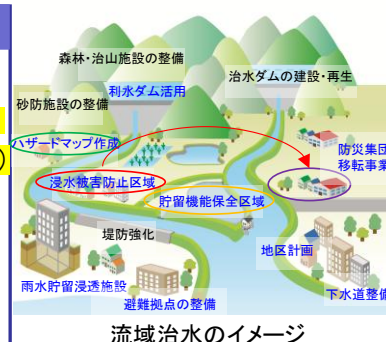 森林・治山施設の整備
治水ダムの建設・再生
利水ダム活用
砂防施設の整備
ハザードマップ作成
)
防災集団
移転事業
浸水被害防止区域
貯留機能保全区域
堤防強化
地区計画
雨水貯留浸透施設
避難拠点の整備
下水道整備
流域治水のイメージ